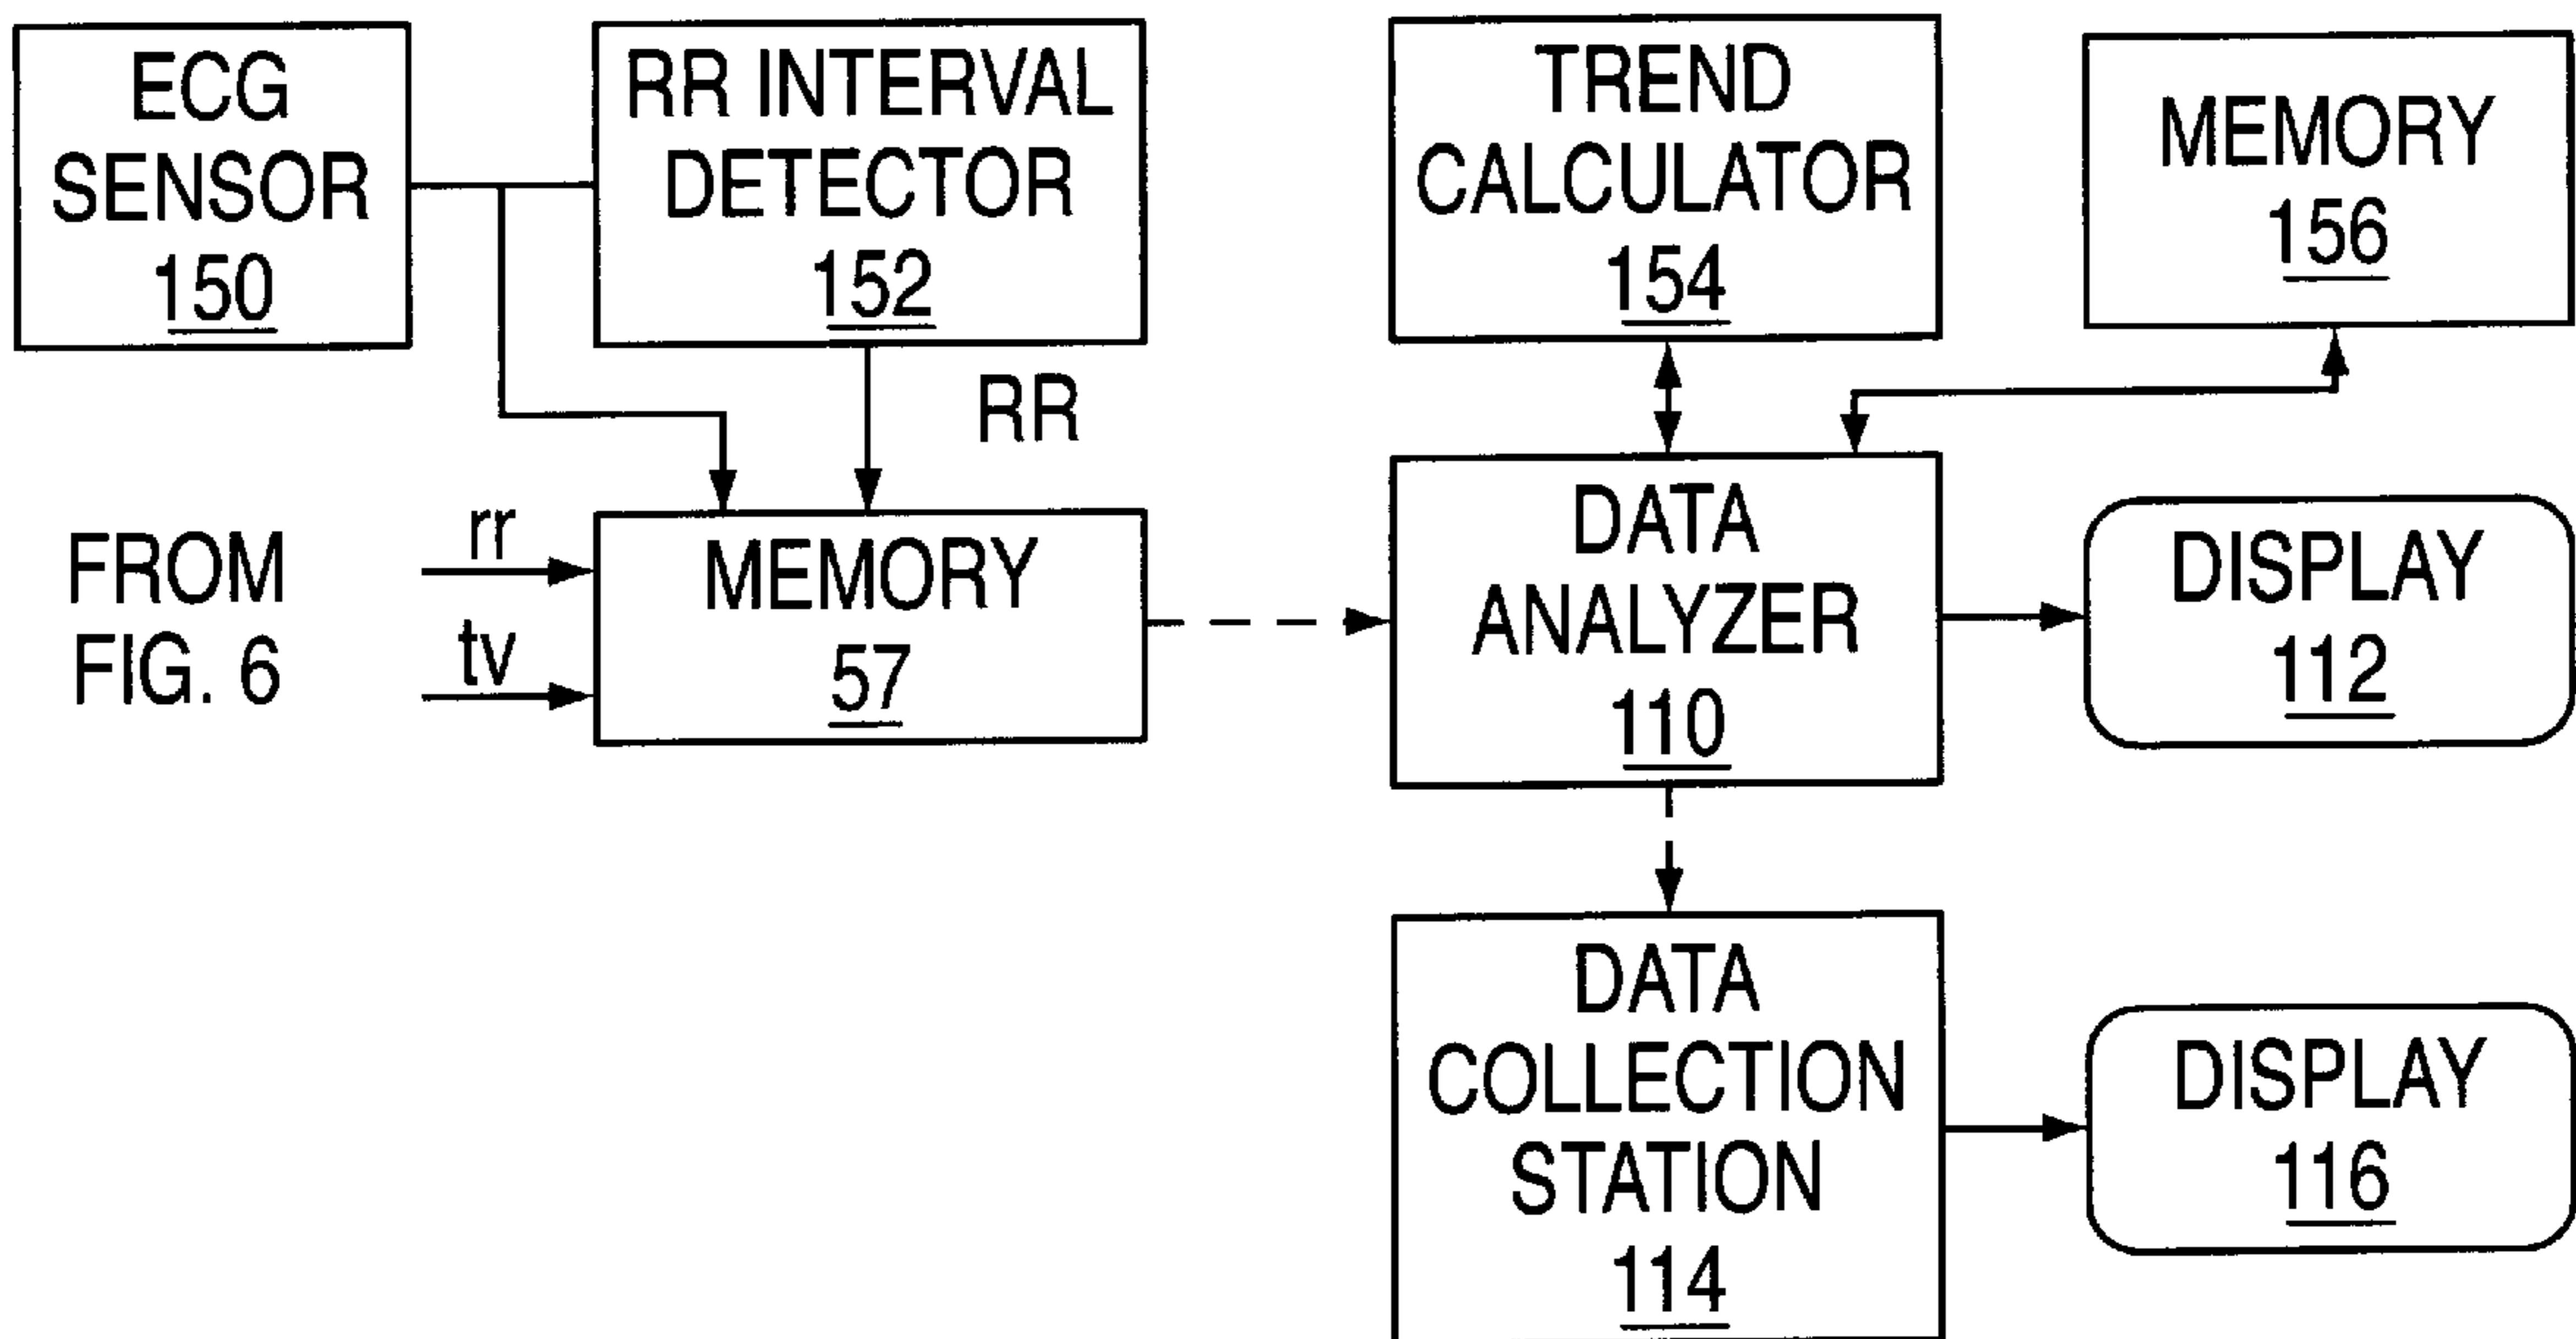 ECG
SENSOR
150
RR INTERVAL
DETECTOR
152
TREND
CALCULATOR
154
MEMORY
156
RR
FROM
FIG. 6
rr
tv
MEMORY
57
DATA
ANALYZER
110
DISPLAY
112
DATA
COLLECTION
STATION
114
DISPLAY
116